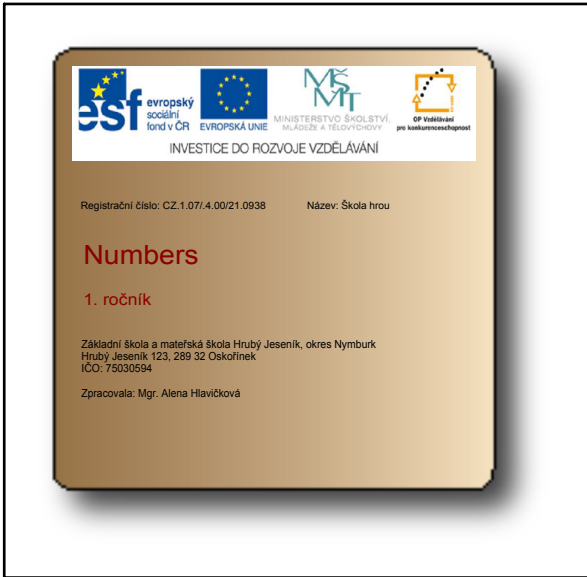 esf evropský sociální fond v ČR
EVROPSKÁ UNIE
MŠMT
MINISTERSTVO ŠKOLSTVÍ,
MLÁDEŽE A TĚLOVÝCHOVY
OP Vzdělávání
pro konkurenceschopnost
INVESTICE DO ROZVOJE VZDĚLÁVÁNÍ
Registrační číslo: CZ.1.07/.4.00/21.0938 Název: Škola hrou
Numbers
1. ročník
Základní škola a mateřská škola Hrubý Jeseník, okres Nymburk
Hrubý Jeseník 123, 289 32 Oskořínek
IČO: 75030594
Zpracovala: Mgr. Alena Hlavičková